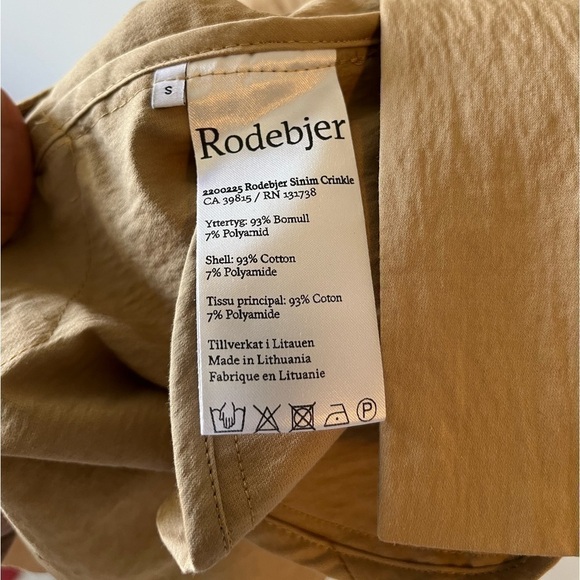 S
Rodebjer
2200225 Rodebjer Sinim Crinkle
CA 39815 / RN 131738
Yttertyg: 93% Bomull
7% Polyamid
Shell: 93% Cotton
7% Polyamide
Tissu principal: 93% Coton
7% Polyamide
Tillverkat i Litauen
Made in Lithuania
Fabrique en Lituanie
P